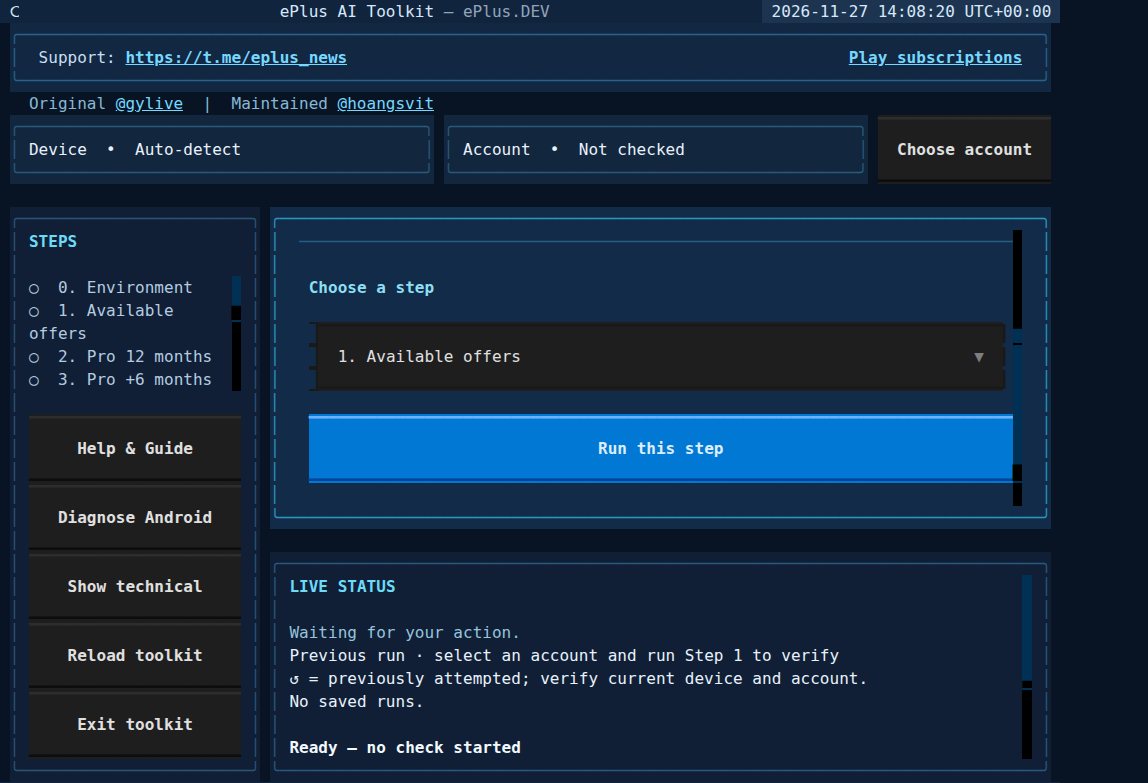 ePlus AI Toolkit — ePlus.DEV
2026-11-27 14:08:20 UTC+00:00
Support: https://t.me/eplus_news
Play subscriptions
Original @gylive | Maintained @hoangsvit
Device • Auto-detect
Account • Not checked
Choose account
STEPS
○ 0. Environment
○ 1. Available
offers
○ 2. Pro 12 months
○ 3. Pro +6 months
Help & Guide
Diagnose Android
Show technical
Reload toolkit
Exit toolkit
Choose a step
1. Available offers ▼
Run this step
LIVE STATUS
Waiting for your action.
Previous run · select an account and run Step 1 to verify
↺ = previously attempted; verify current device and account.
No saved runs.
Ready — no check started